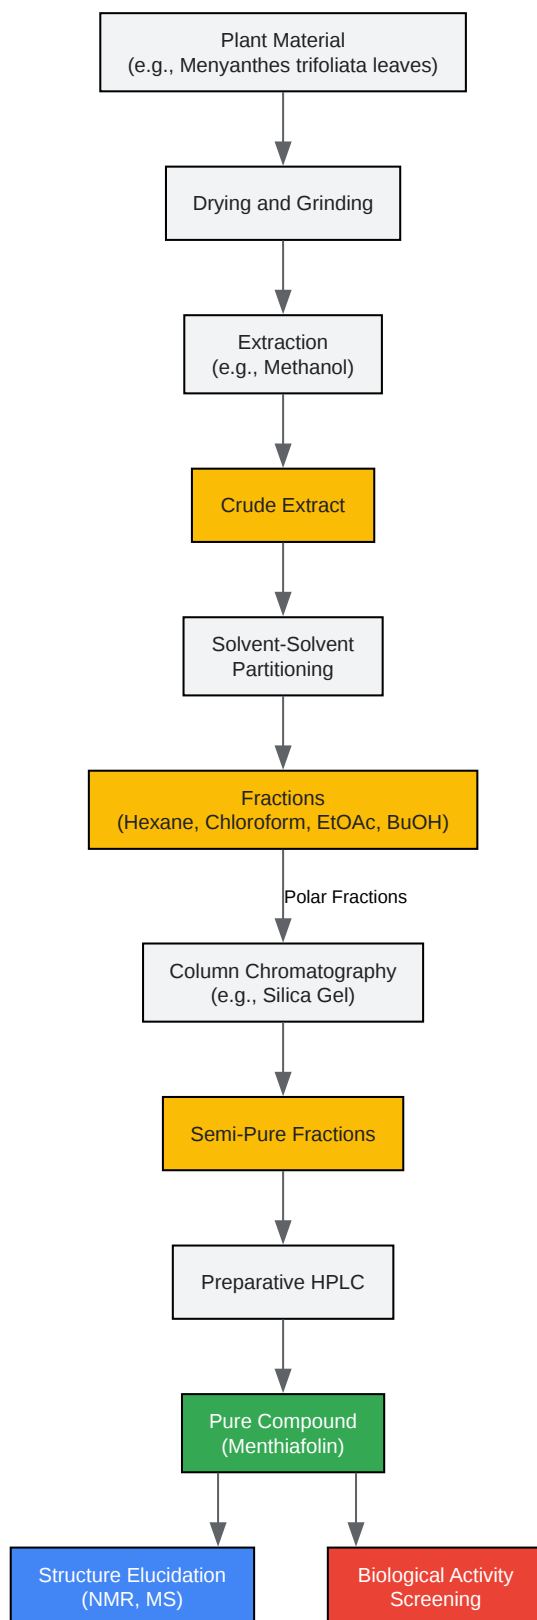 Plant Material
(e.g., Menyanthes trifoliata leaves)
Drying and Grinding
Extraction
(e.g., Methanol)
Crude Extract
Solvent-Solvent
Partitioning
Fractions
(Hexane, Chloroform, EtOAc, BuOH)
Polar Fractions
Column Chromatography
(e.g., Silica Gel)
Semi-Pure Fractions
Preparative HPLC
Pure Compound
(Menthiafolin)
Structure Elucidation
(NMR, MS)
Biological Activity
Screening